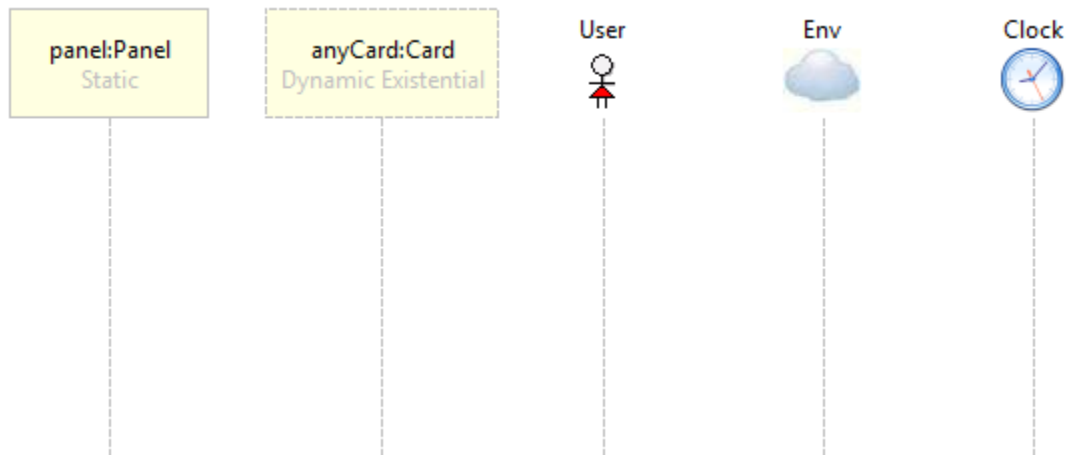 panel:Panel
Static
anyCard:Card
Dynamic Existential
User
Env
Clock